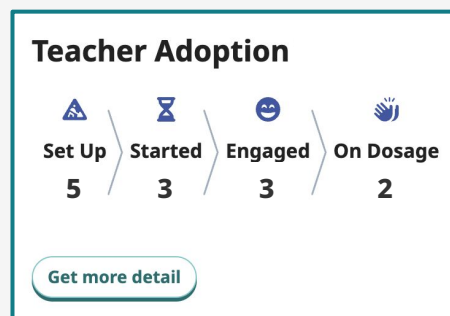 Teacher Adoption
Set Up Started Engaged On Dosage
5 3 3 2
Get more detail